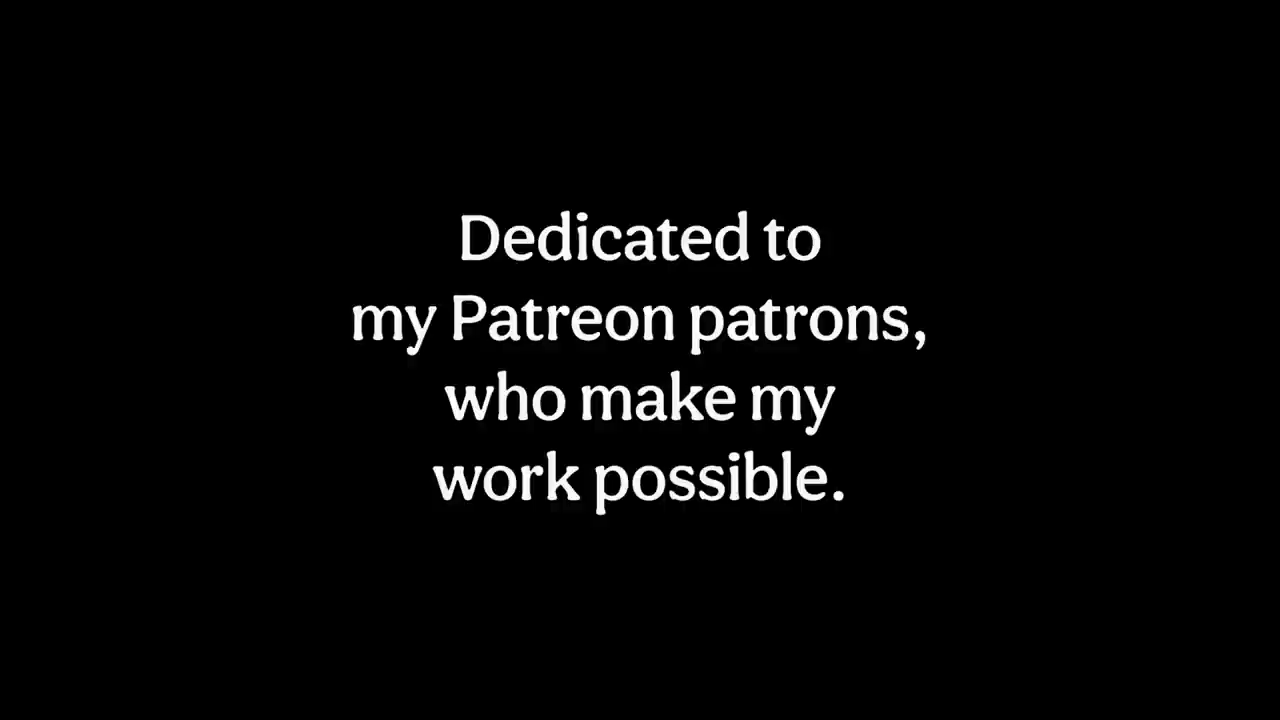 Dedicated to
my Patreon patrons,
who make my
work possible.